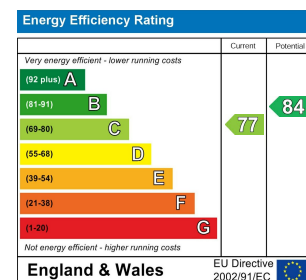 Energy Efficiency Rating
Current Potential
Very energy efficient - lower running costs
(92 plus) A
(81-91) B
84
(69-80) C
77
(55-68) D
(39-54) E
(21-38) F
(1-20) G
Not energy efficient - higher running costs
England & Wales
EU Directive
2002/91/EC